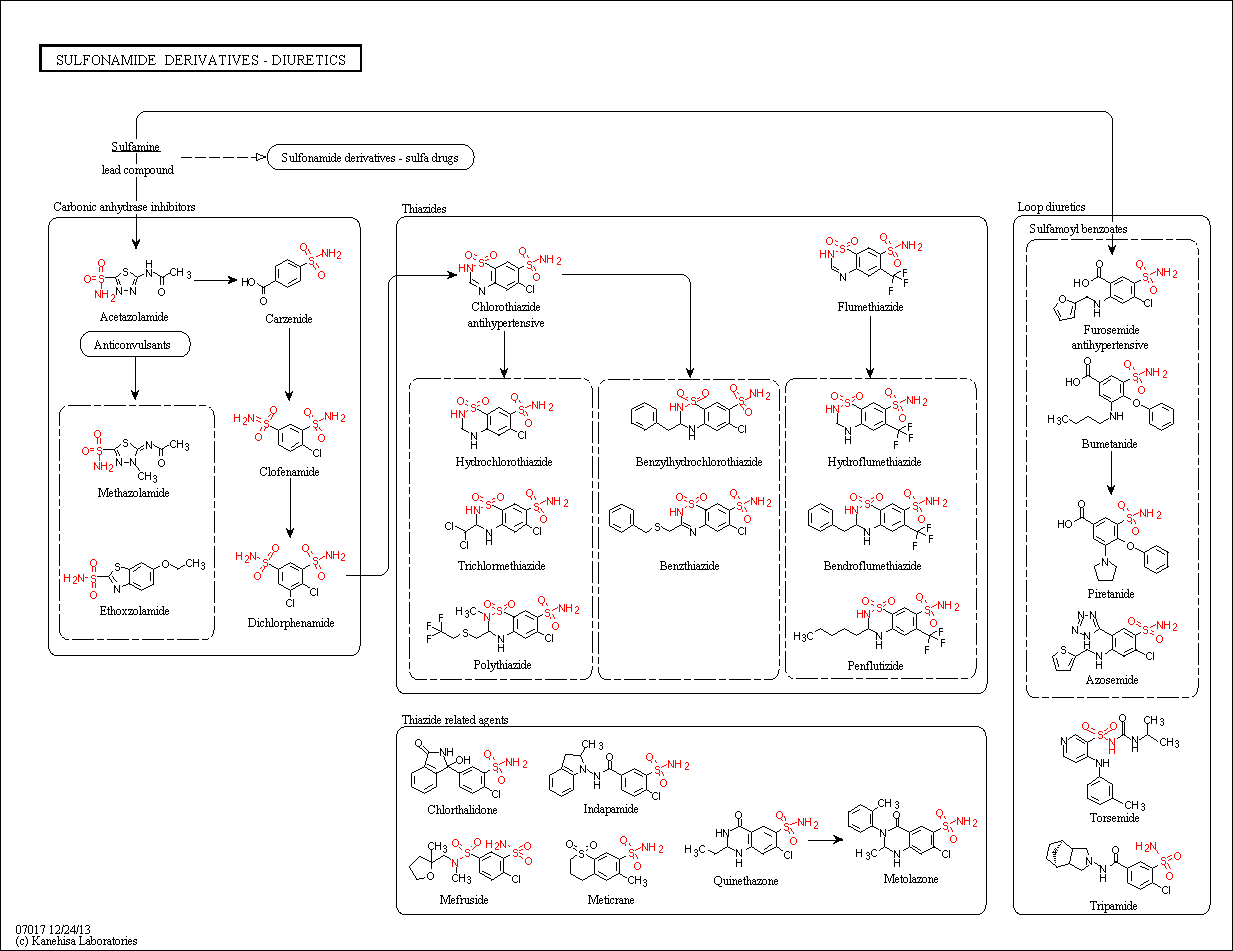 SULFONAMIDE DERIVATIVES - DIURETICS
Sulfamine
lead compound
Sulfonamide derivatives - sulfa drugs
Carbonic anhydrase inhibitors
Acetazolamide
Carzenide
Anticonvulsants
Methazolamide
Clofenamide
Ethoxzolamide
Dichlorphenamide
Thiazides
Chlorothiazide
antihypertensive
Flumethiazide
Hydrochlorothiazide
Benzylhydrochlorothiazide
Hydroflumethiazide
Trichlormethiazide
Benzthiazide
Bendroflumethiazide
Polythiazide
Penflutizide
Thiazide related agents
Chlorthalidone
Indapamide
Mefruside
Meticrane
Quinethazone
Metolazone
Loop diuretics
Sulfamoyl benzoates
Furosemide
antihypertensive
Bumetanide
Piretanide
Azosemide
Torsemide
Tripamide
07017 12/24/13
(c) Kanehisa Laboratories